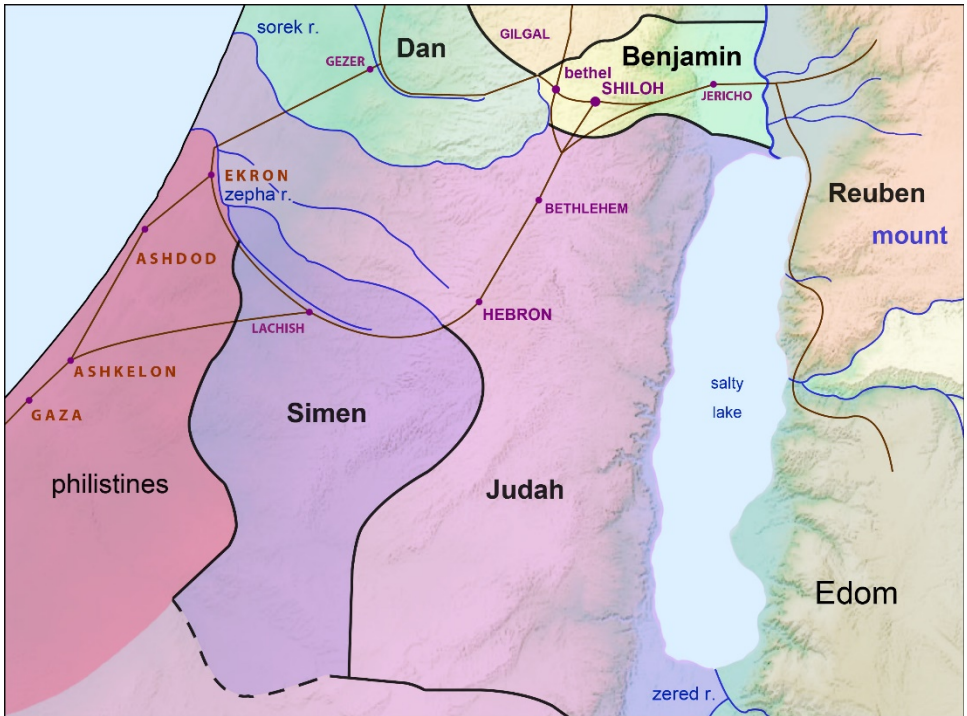 sorek r.
Dan
GILGAL
Benjamin
GEZER
bethel
SHILOH
JERICHO
EKRON
zepha r.
Reuben
BETHLEHEM
mount
ASHDOD
HEBRON
LACHISH
ASHKELON
salty
lake
GAZA
Simen
philistines
Judah
Edom
zered r.